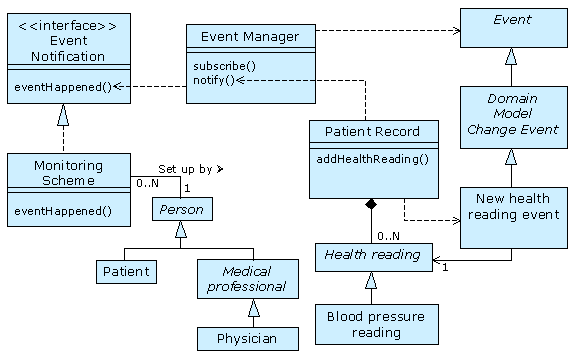 <<interface>>
Event
Notification
eventHappened()
Event Manager
subscribe()
notify()
Event
Domain
Model
Change Event
Patient Record
addHealthReading()
Monitoring
Scheme
eventHappened()
Set up by >
0..N
1
Person
New health
reading event
0..N
Health reading
1
Patient
Medical
professional
Physician
Blood pressure
reading